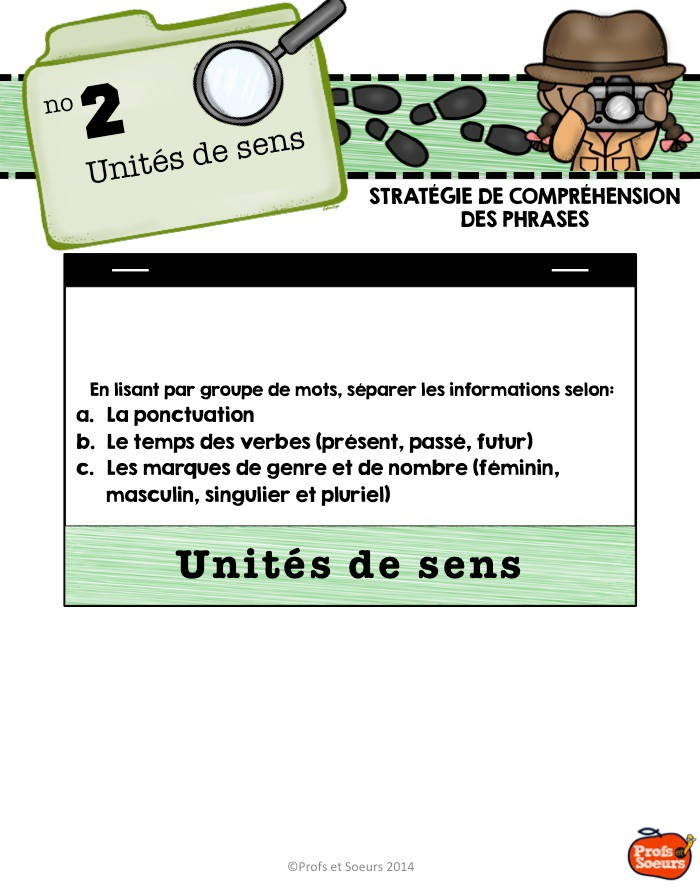 no 2
Unités de sens
STRATÉGIE DE COMPRÉHENSION
DES PHRASES
En lisant par groupe de mots, séparer les informations selon:
a. La ponctuation
b. Le temps des verbes (présent, passé, futur)
c. Les marques de genre et de nombre (féminin,
masculin, singulier et pluriel)
Unités de sens
©Profs et Soeurs 2014
Profs
Soeurs